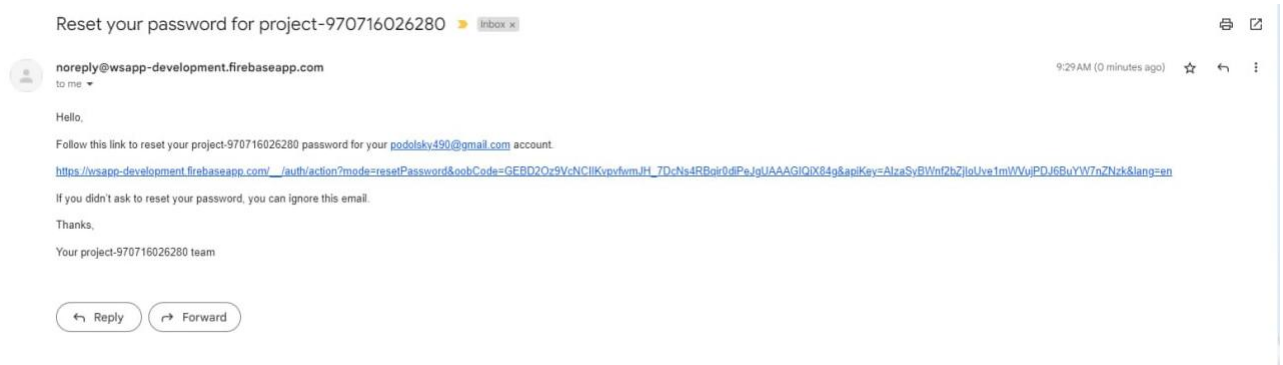 Reset your password for project-970716026280 Inbox ×
noreply@wsapp-development.firebaseapp.com 9:29 AM (0 minutes ago)
to me
Hello,
Follow this link to reset your project-970716026280 password for your podolsky490@gmail.com account.
https://wsapp-development.firebaseapp.com/__/auth/action?mode=resetPassword&oobCode=GEBD2Oz9VcNCIIKvpvfwmJH_7DcNs4RBqir0diPeJgUAAAGIQiX84g&apiKey=AIzaSyBWnf2bZjIoUve1mWVujPDJ6BuYW7nZNzk&lang=en
If you didn't ask to reset your password, you can ignore this email.
Thanks,
Your project-970716026280 team
Reply Forward